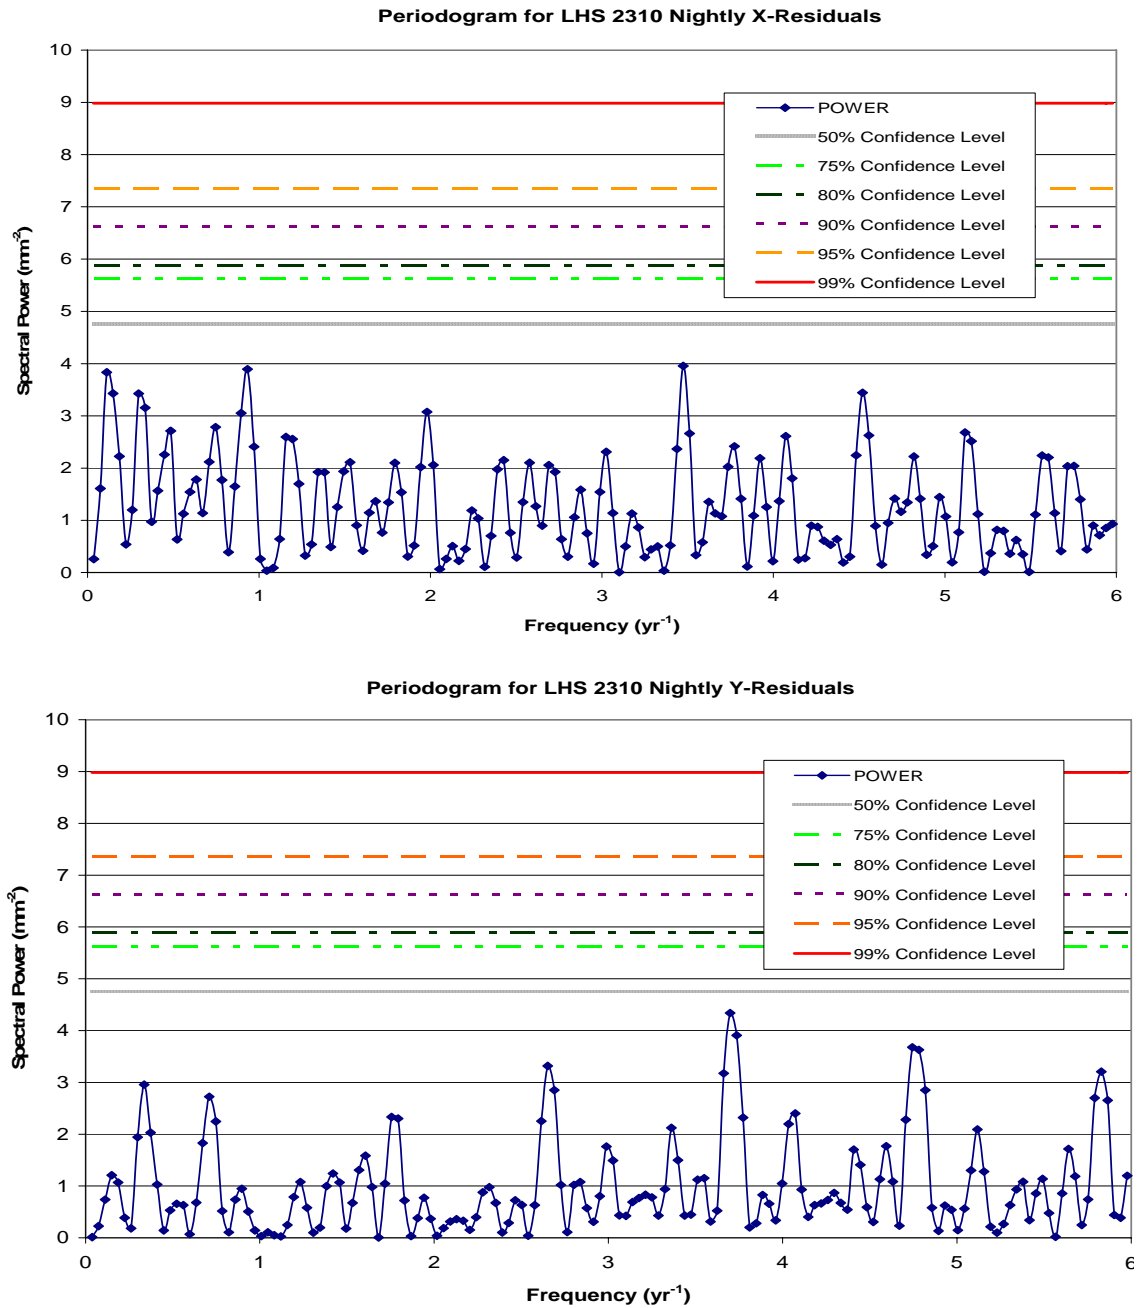 Periodogram for LHS 2310 Nightly X-Residuals
10
9
8
7
6
5
4
3
2
1
0
Spectral Power (mm⁻²)
POWER
50% Confidence Level
75% Confidence Level
80% Confidence Level
90% Confidence Level
95% Confidence Level
99% Confidence Level
0 1 2 3 4 5 6
Frequency (yr⁻¹)
Periodogram for LHS 2310 Nightly Y-Residuals
10
9
8
7
6
5
4
3
2
1
0
Spectral Power (mm⁻²)
POWER
50% Confidence Level
75% Confidence Level
80% Confidence Level
90% Confidence Level
95% Confidence Level
99% Confidence Level
0 1 2 3 4 5 6
Frequency (yr⁻¹)